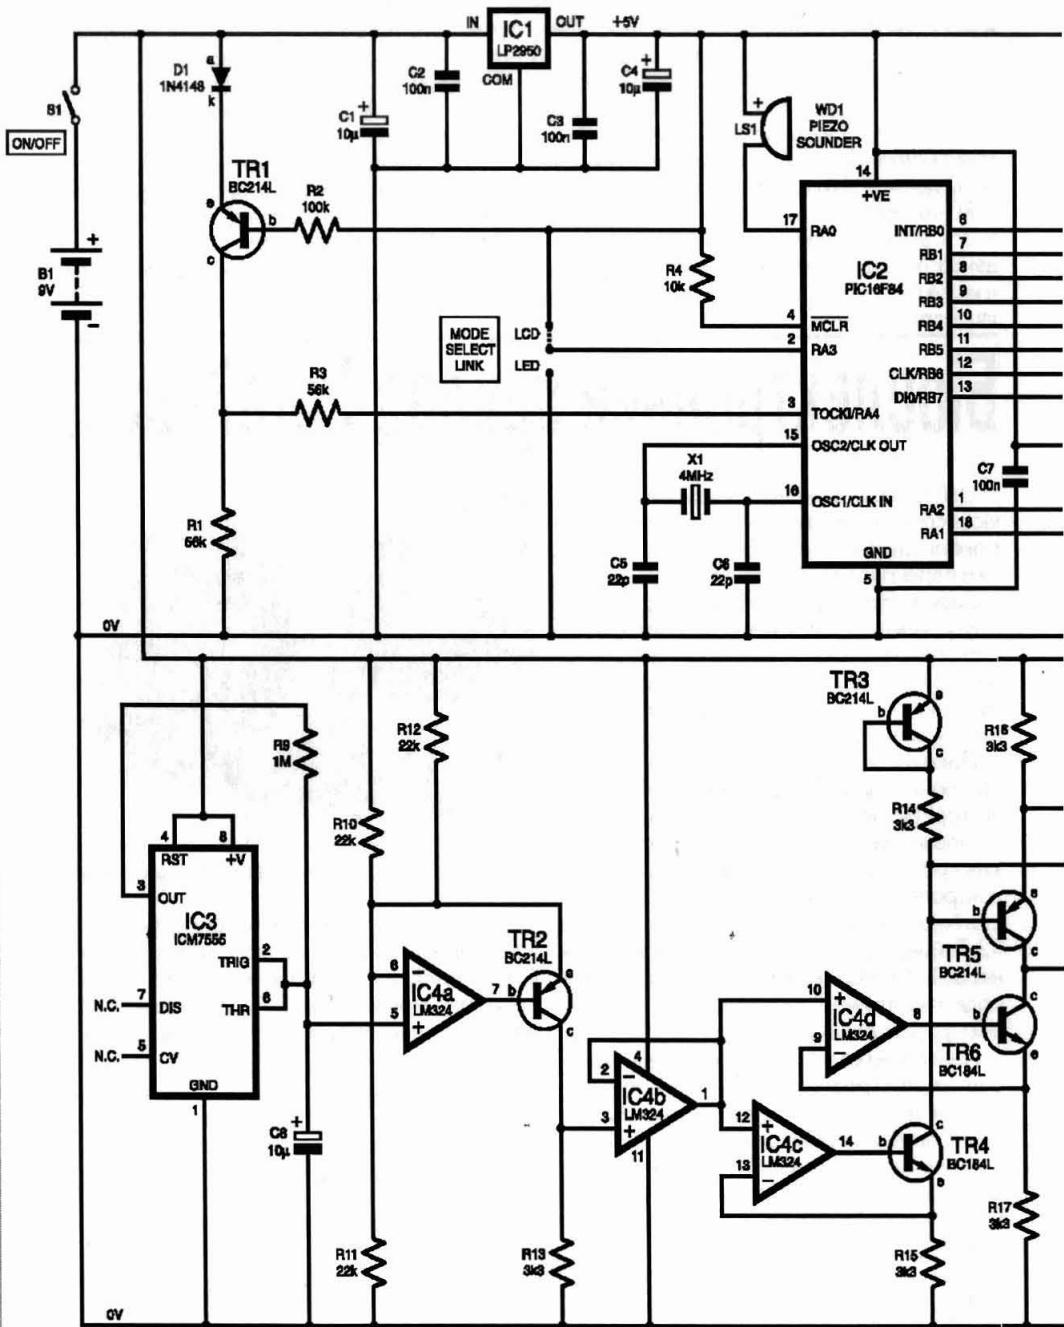 IN
IC1
LP2950
OUT
+5V
COM
a
D1
1N4148
k
S1
ON/OFF
C1
10µ
+
C2
100n
C3
100n
C4
10µ
+
+
LS1
WD1
PIEZO
SOUNDER
TR1
BC214L
e
b
c
R2
100k
B1
9V
+
-
R4
10k
MODE
SELECT
LINK
LCD
LED
R3
56k
R1
56k
14
+VE
17
RA0
IC2
PIC16F84
4
MCLR
2
RA3
3
TOCKI/RA4
15
OSC2/CLK OUT
16
OSC1/CLK IN
INT/RB0
6
RB1
7
RB2
8
RB3
9
RB4
10
RB5
11
CLK/RB6
12
DIO/RB7
13
RA2
1
RA1
18
GND
5
C7
100n
X1
4MHz
C5
22p
C6
22p
0V
R9
1M
R12
22k
R10
22k
4
RST
8
+V
3
OUT
IC3
ICM7555
TRIG
2
THR
6
N.C.
7
DIS
N.C.
5
CV
GND
1
C8
10µ
+
6
−
IC4a
LM324
5
+
7
TR2
BC214L
b
e
c
R11
22k
R13
3k3
4
2
−
IC4b
LM324
3
+
1
11
10
+
IC4d
LM324
9
−
8
12
+
IC4c
LM324
13
−
14
TR3
BC214L
b
e
c
R14
3k3
R16
3k3
TR5
BC214L
b
e
c
TR6
BC184L
b
c
e
TR4
BC184L
b
c
e
R15
3k3
R17
3k3
0V